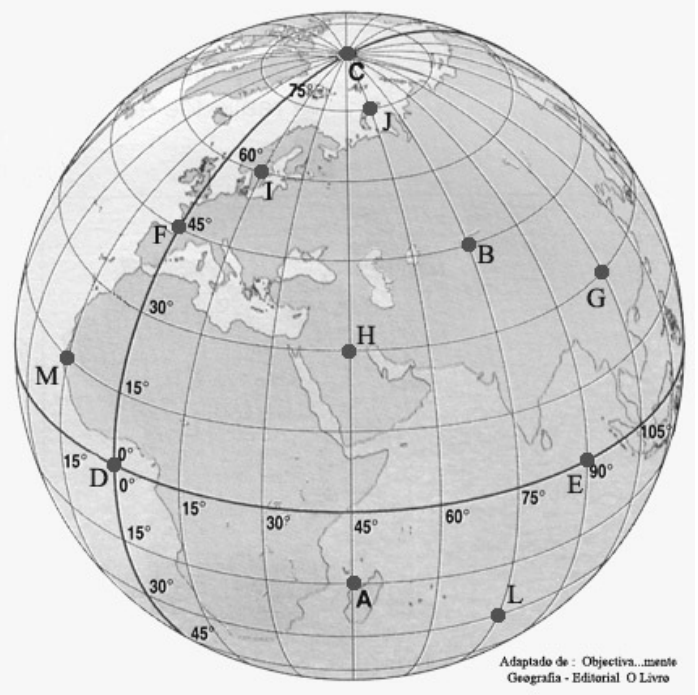 C
75°
J
60°
I
F 45°
B
G
30°
H
M
15°
105°
15° 0°
D 0°
90°
E
15° 30° 45° 60° 75°
15°
30°
A
L
45°
Adaptado de : Objectiva...mente
Geografia - Editorial O Livro